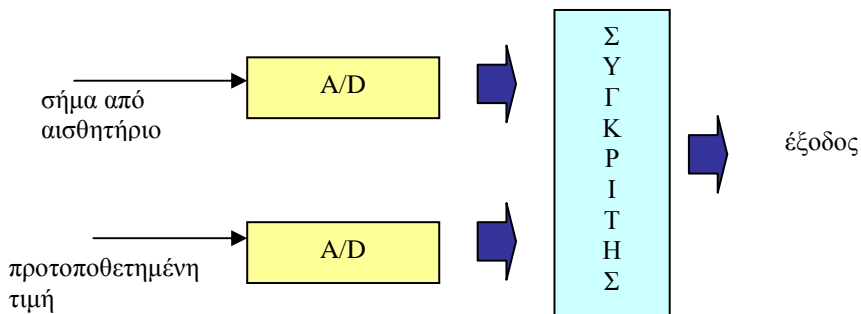 A/D
σήμα από
αισθητήριο
Σ
Υ
Γ
Κ
Ρ
Ι
Τ
Η
Σ
έξοδος
A/D
προτοποθετημένη
τιμή